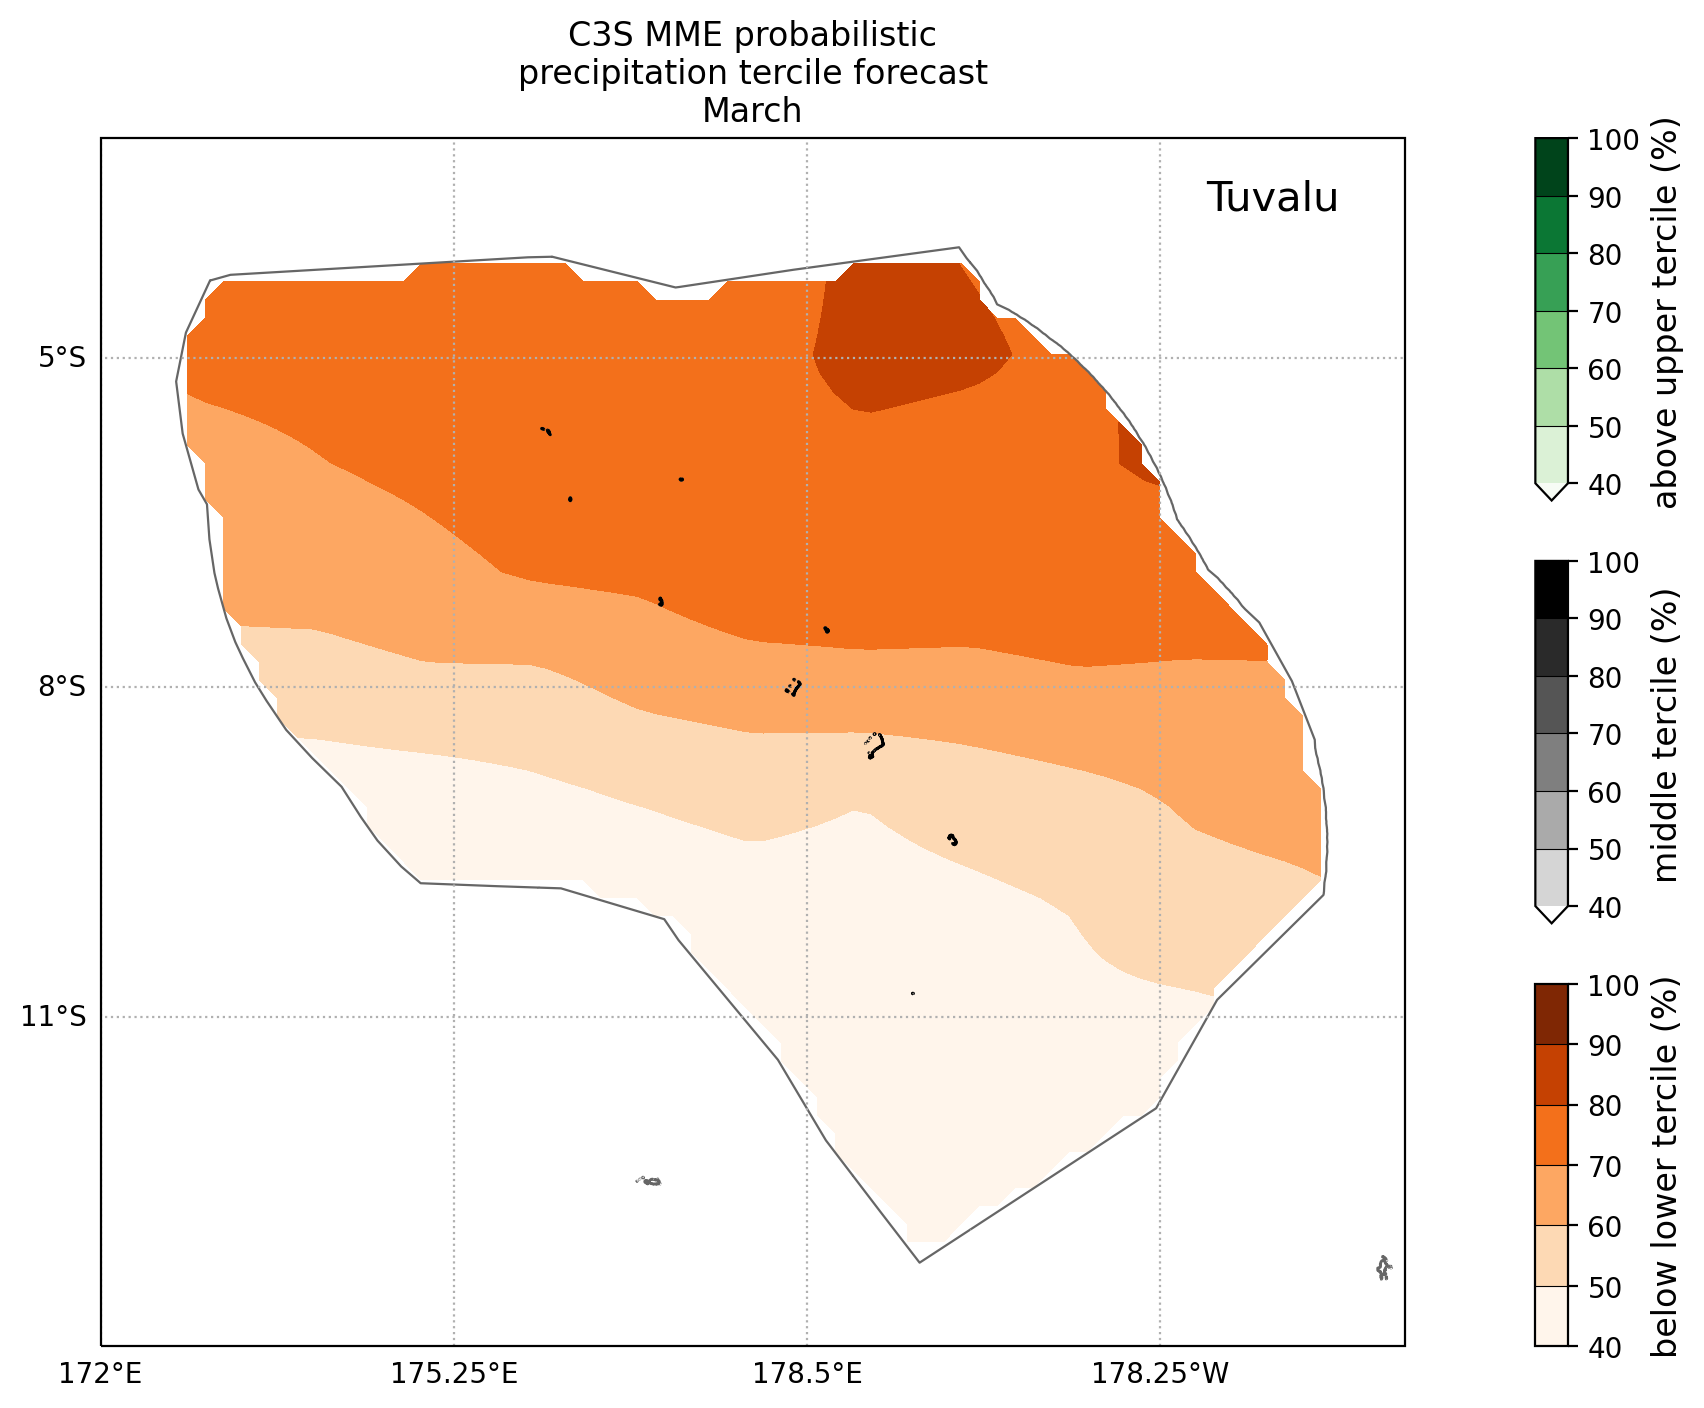 C3S MME probabilistic
precipitation tercile forecast
March
Tuvalu
5°S
8°S
11°S
172°E
175.25°E
178.5°E
178.25°W
100
90
80
70
60
50
40
above upper tercile (%)
100
90
80
70
60
50
40
middle tercile (%)
100
90
80
70
60
50
40
below lower tercile (%)